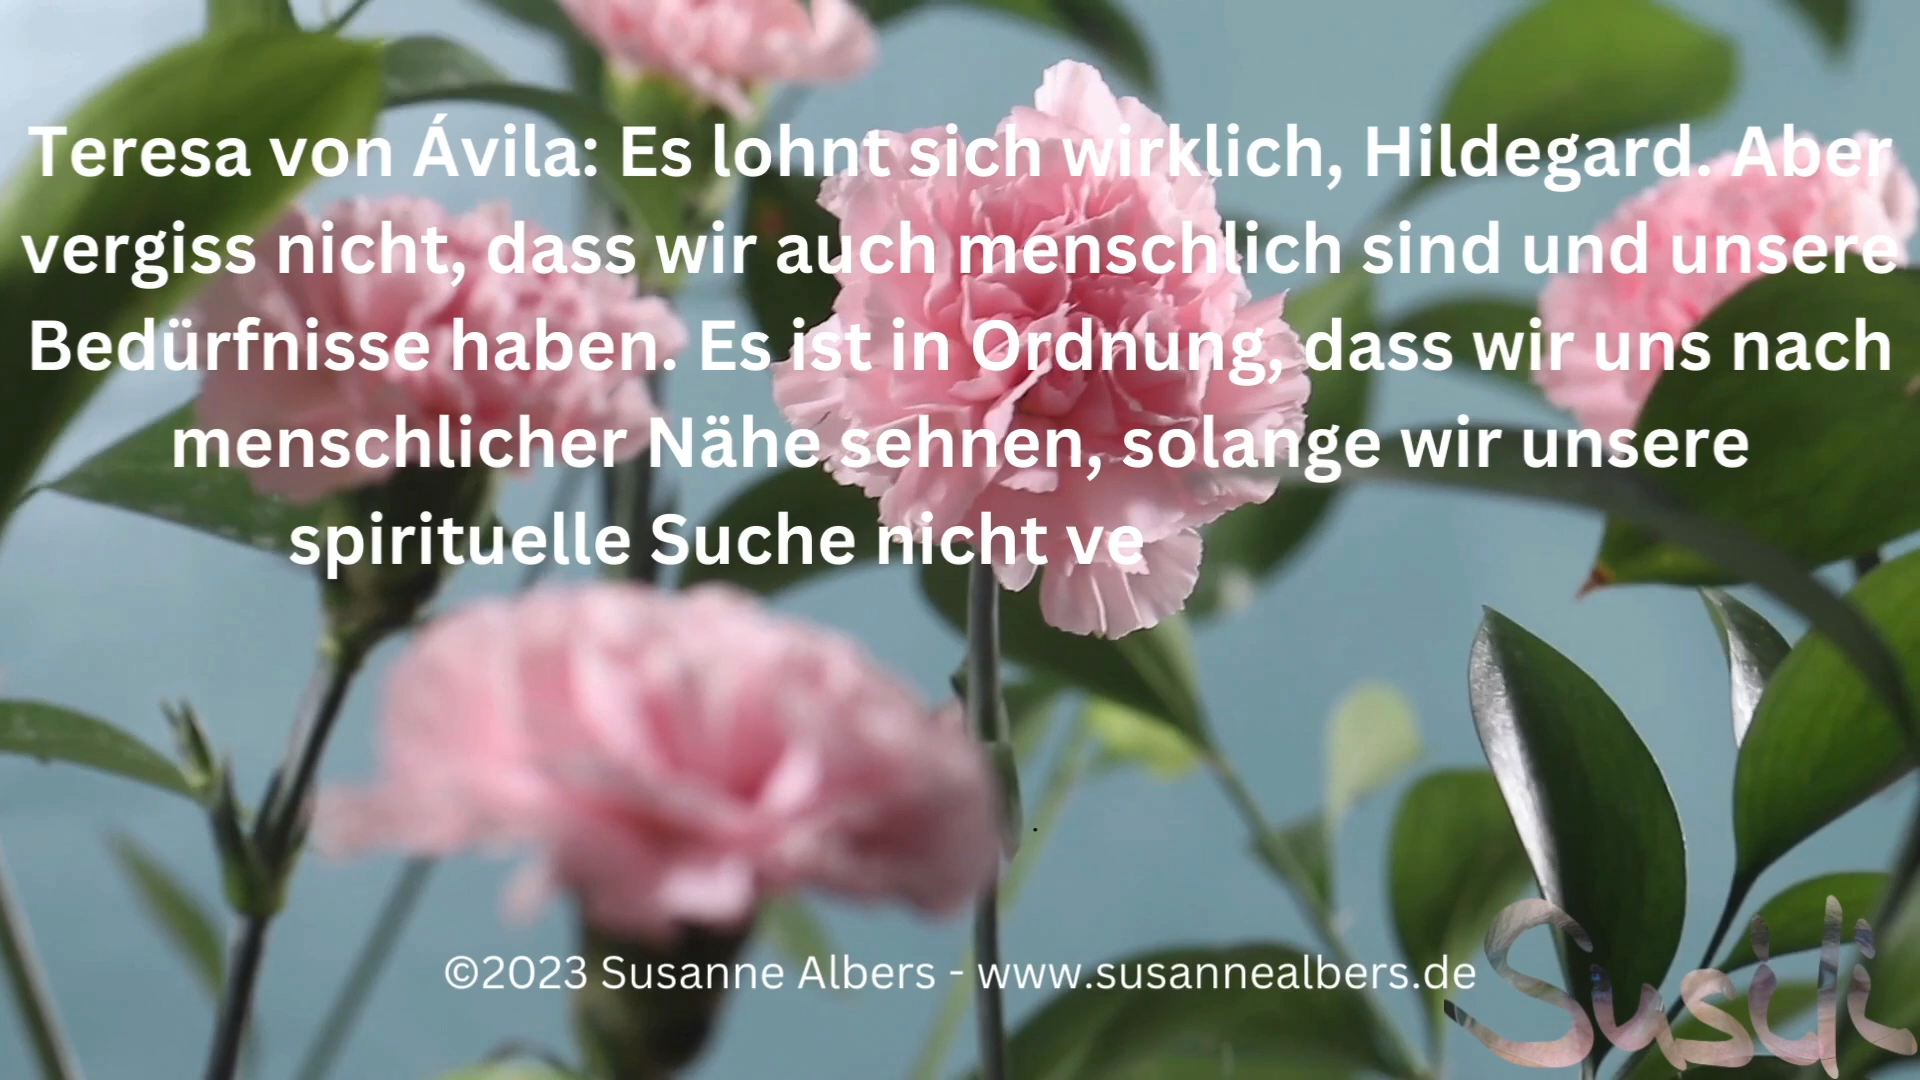 Teresa von Ávila: Es lohnt sich wirklich, Hildegard. Aber
vergiss nicht, dass wir auch menschlich sind und unsere
Bedürfnisse haben. Es ist in Ordnung, dass wir uns nach
menschlicher Nähe sehnen, solange wir unsere
spirituelle Suche nicht ve
©2023 Susanne Albers - www.susannealbers.de
Susili